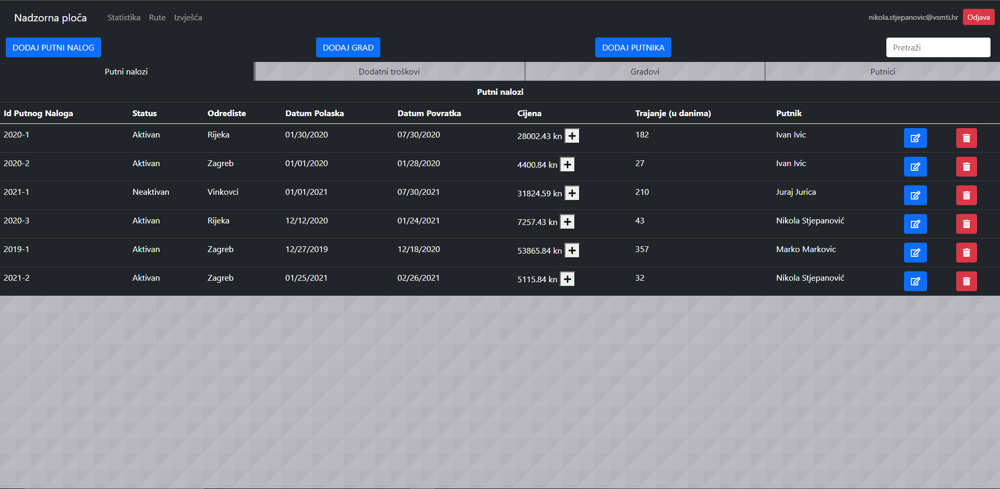 Nadzorna ploča Statistika Rute Izvješća nikola.stjepanovic@vsmti.hr Odjava
DODAJ PUTNI NALOG DODAJ GRAD DODAJ PUTNIKA Pretraži
Putni nalozi Dodatni troškovi Gradovi Putnici
Putni nalozi
Id Putnog Naloga Status Odrediste Datum Polaska Datum Povratka Cijena Trajanje (u danima) Putnik
2020-1 Aktivan Rijeka 01/30/2020 07/30/2020 28002.43 kn 182 Ivan Ivic
2020-2 Aktivan Zagreb 01/01/2020 01/28/2020 4400.84 kn 27 Ivan Ivic
2021-1 Neaktivan Vinkovci 01/01/2021 07/30/2021 31824.59 kn 210 Juraj Jurica
2020-3 Aktivan Rijeka 12/12/2020 01/24/2021 7257.43 kn 43 Nikola Stjepanović
2019-1 Aktivan Zagreb 12/27/2019 12/18/2020 53865.84 kn 357 Marko Markovic
2021-2 Aktivan Zagreb 01/25/2021 02/26/2021 5115.84 kn 32 Nikola Stjepanović